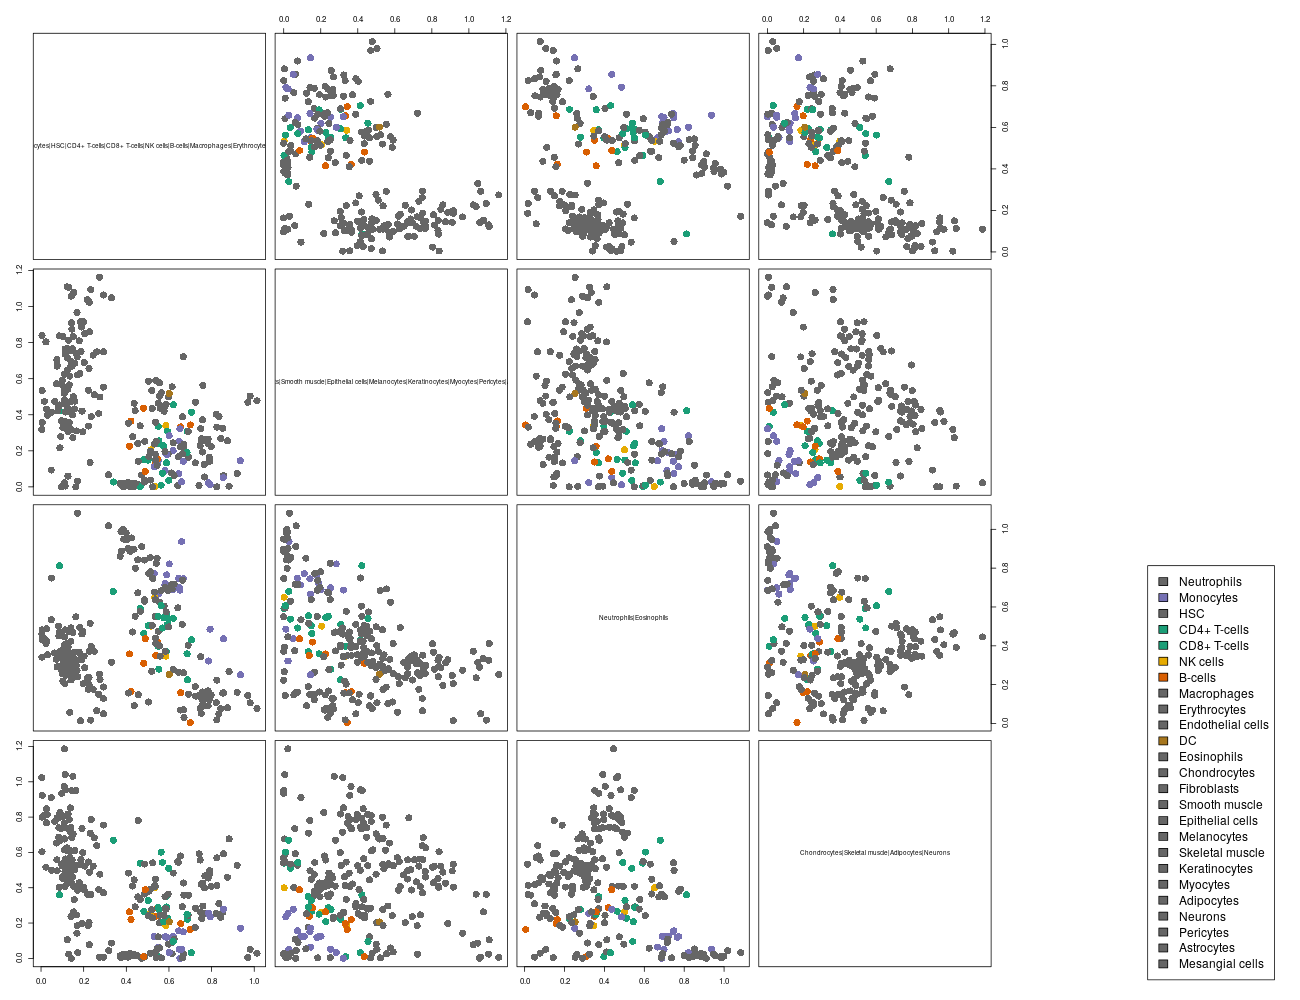 0.0 0.2 0.4 0.6 0.8 1.0 1.2
0.0 0.2 0.4 0.6 0.8 1.0 1.2
cytes|HSC|CD4+ T-cells|CD8+ T-cells|NK cells|B-cells|Macrophages|Erythrocyte
0.0 0.2 0.4 0.6 0.8 1.0
0.0 0.2 0.4 0.6 0.8 1.0 1.2
s|Smooth muscle|Epithelial cells|Melanocytes|Keratinocytes|Myocytes|Pericytes|
Neutrophils|Eosinophils
0.0 0.2 0.4 0.6 0.8 1.0
0.0 0.2 0.4 0.6 0.8 1.0 1.2
Chondrocytes|Skeletal muscle|Adipocytes|Neurons
0.0 0.2 0.4 0.6 0.8 1.0
0.0 0.2 0.4 0.6 0.8 1.0
Neutrophils
Monocytes
HSC
CD4+ T-cells
CD8+ T-cells
NK cells
B-cells
Macrophages
Erythrocytes
Endothelial cells
DC
Eosinophils
Chondrocytes
Fibroblasts
Smooth muscle
Epithelial cells
Melanocytes
Skeletal muscle
Keratinocytes
Myocytes
Adipocytes
Neurons
Pericytes
Astrocytes
Mesangial cells